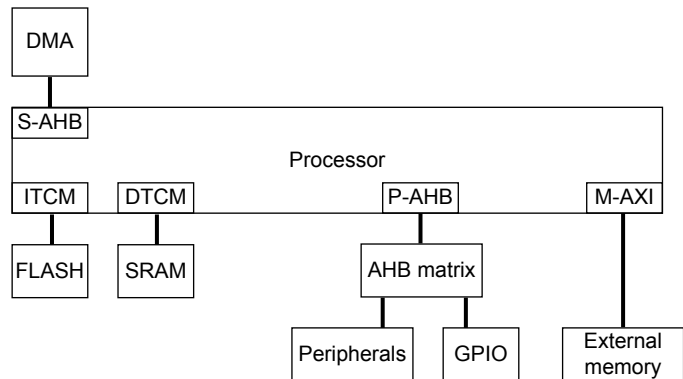 DMA
S-AHB
Processor
ITCM
DTCM
P-AHB
M-AXI
FLASH
SRAM
AHB matrix
Peripherals
GPIO
External
memory